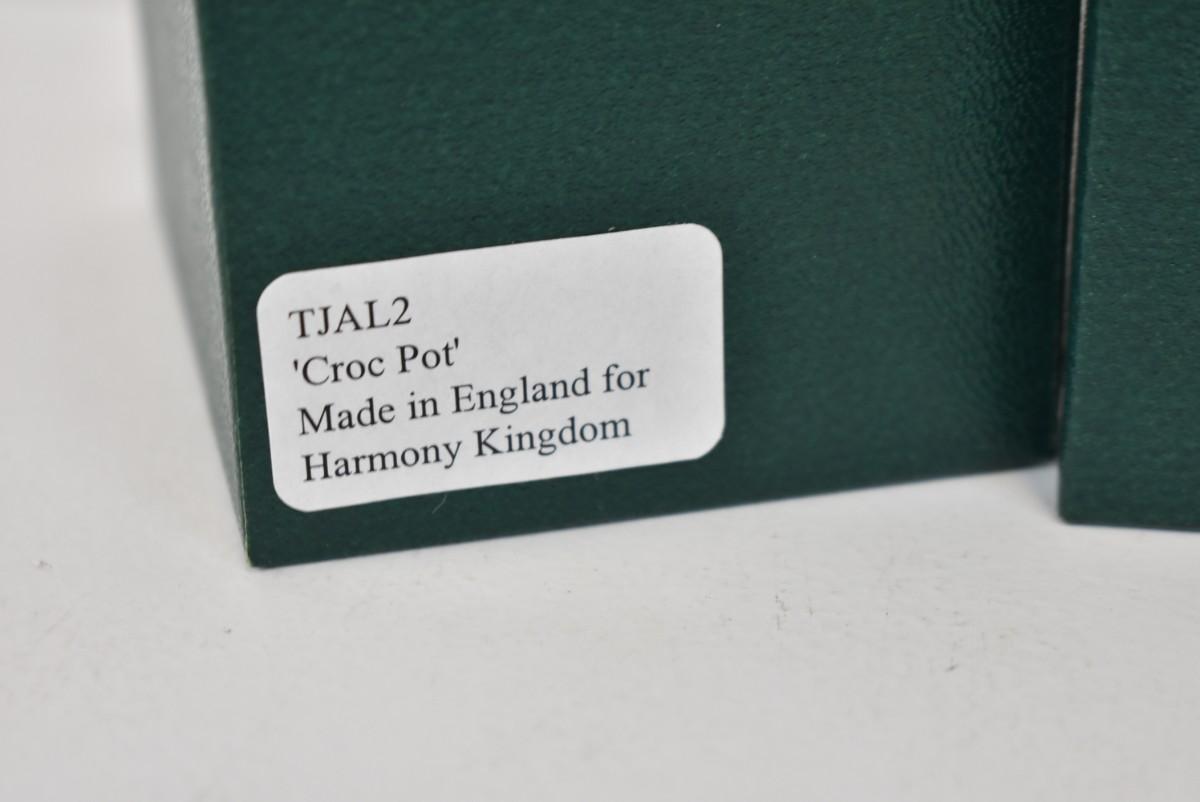 TJAL2
'Croc Pot'
Made in England for
Harmony Kingdom